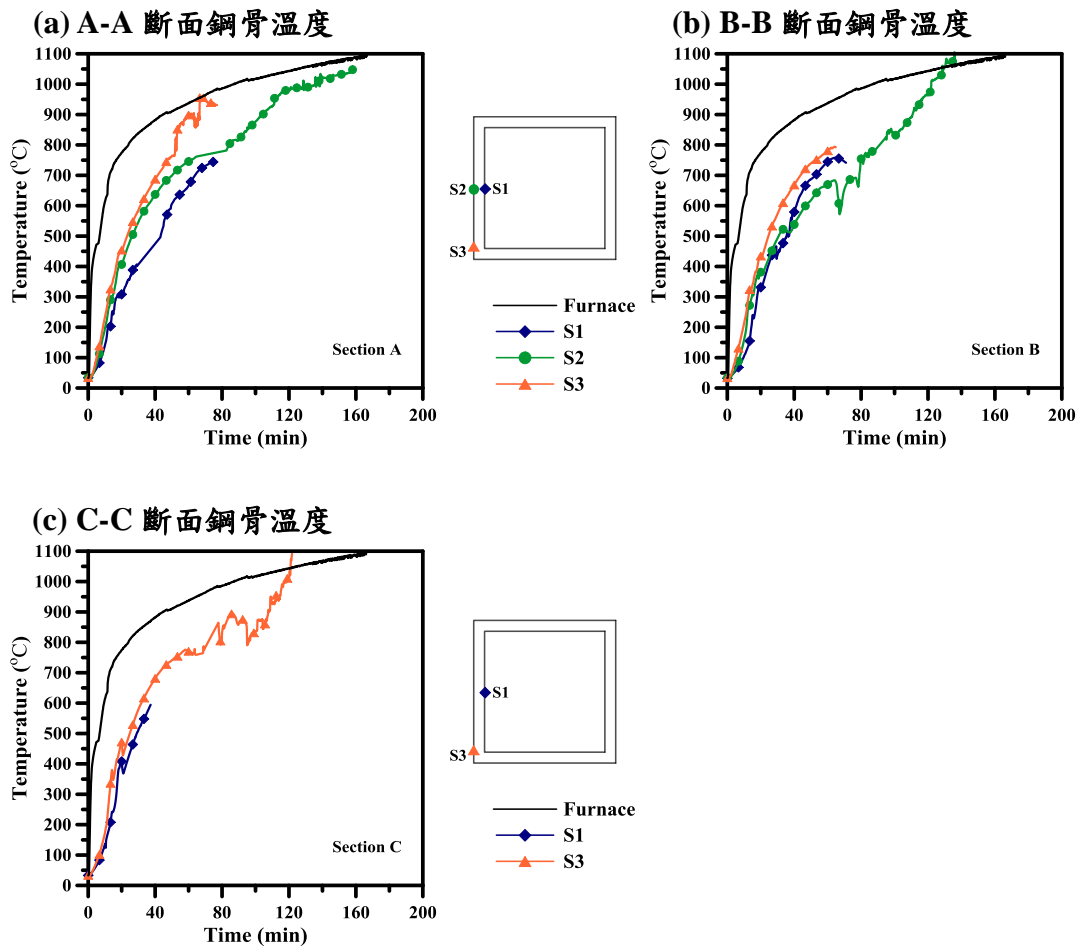 (a) A-A 斷面鋼骨溫度
1100
1000
900
800
700
600
500
400
300
200
100
0
Temperature (°C)
0 40 80 120 160 200
Time (min)
Section A
S2
S1
S3
Furnace
S1
S2
S3
(b) B-B 斷面鋼骨溫度
1100
1000
900
800
700
600
500
400
300
200
100
0
Temperature (°C)
0 40 80 120 160 200
Time (min)
Section B
(c) C-C 斷面鋼骨溫度
1100
1000
900
800
700
600
500
400
300
200
100
0
Temperature (°C)
0 40 80 120 160 200
Time (min)
Section C
S1
S3
Furnace
S1
S3